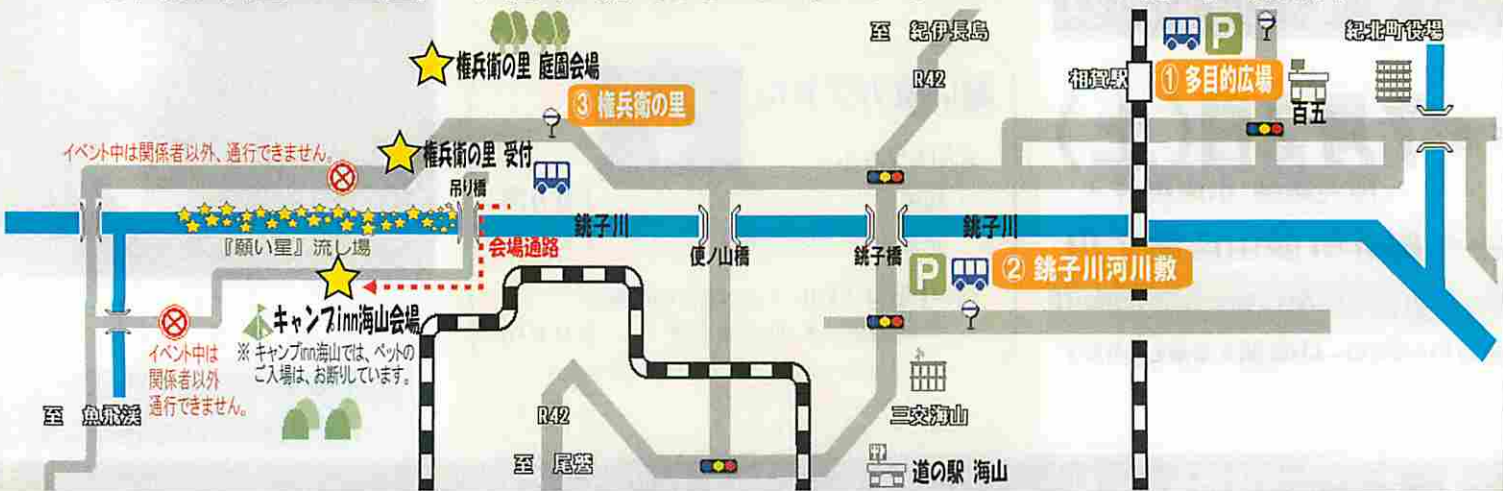 至 紀伊長島
R42
相賀駅
P
① 多目的広場
百五
紀北町役場
権兵衛の里 庭園会場
③ 権兵衛の里
イベント中は関係者以外、通行できません。
権兵衛の里 受付
吊り橋
『願い星』流し場
会場通路
銚子川
便ノ山橋
銚子橋
銚子川
P
② 銚子川河川敷
キャンプinn海山会場
※ キャンプinn海山では、ペットの
ご入場は、お断りしています。
イベント中は
関係者以外
通行できません。
至 魚飛渓
R42
至 尾鷲
三交海山
道の駅 海山